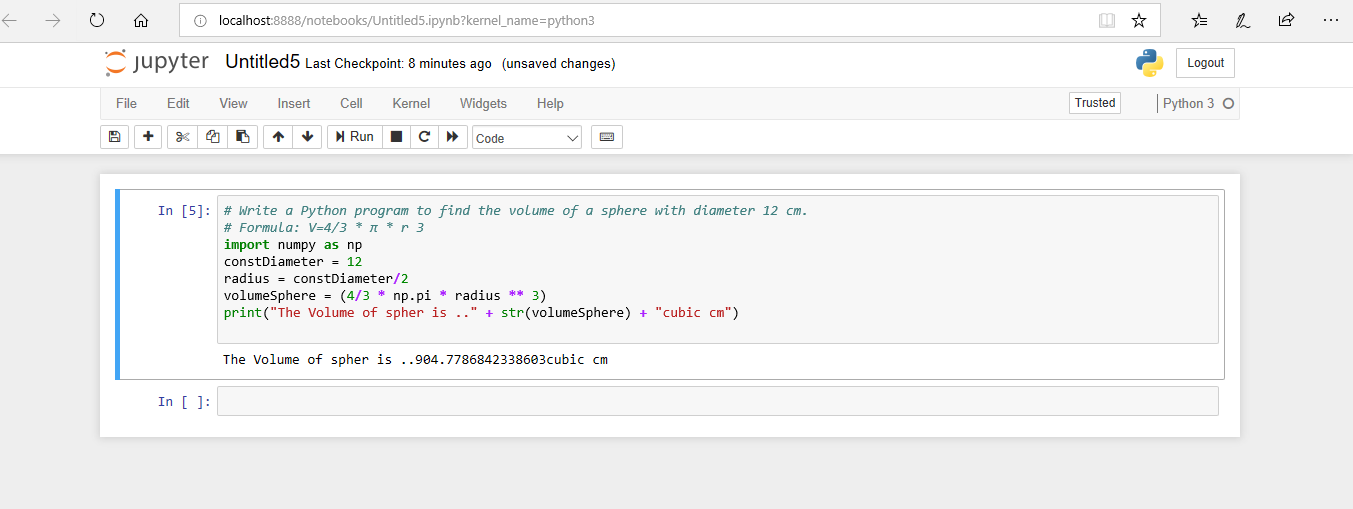 localhost:8888/notebooks/Untitled5.ipynb?kernel_name=python3
jupyter Untitled5 Last Checkpoint: 8 minutes ago (unsaved changes) Logout
File Edit View Insert Cell Kernel Widgets Help Trusted Python 3
Run Code
In [5]: # Write a Python program to find the volume of a sphere with diameter 12 cm.
# Formula: V=4/3 * π * r 3
import numpy as np
constDiameter = 12
radius = constDiameter/2
volumeSphere = (4/3 * np.pi * radius ** 3)
print("The Volume of spher is .." + str(volumeSphere) + "cubic cm")
The Volume of spher is ..904.7786842338603cubic cm
In [ ]: